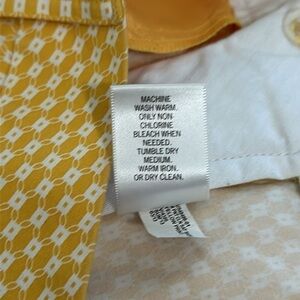 MACHINE
WASH WARM.
ONLY NON-
CHLORINE
BLEACH WHEN
NEEDED.
TUMBLE DRY
MEDIUM.
WARM IRON.
OR DRY CLEAN.